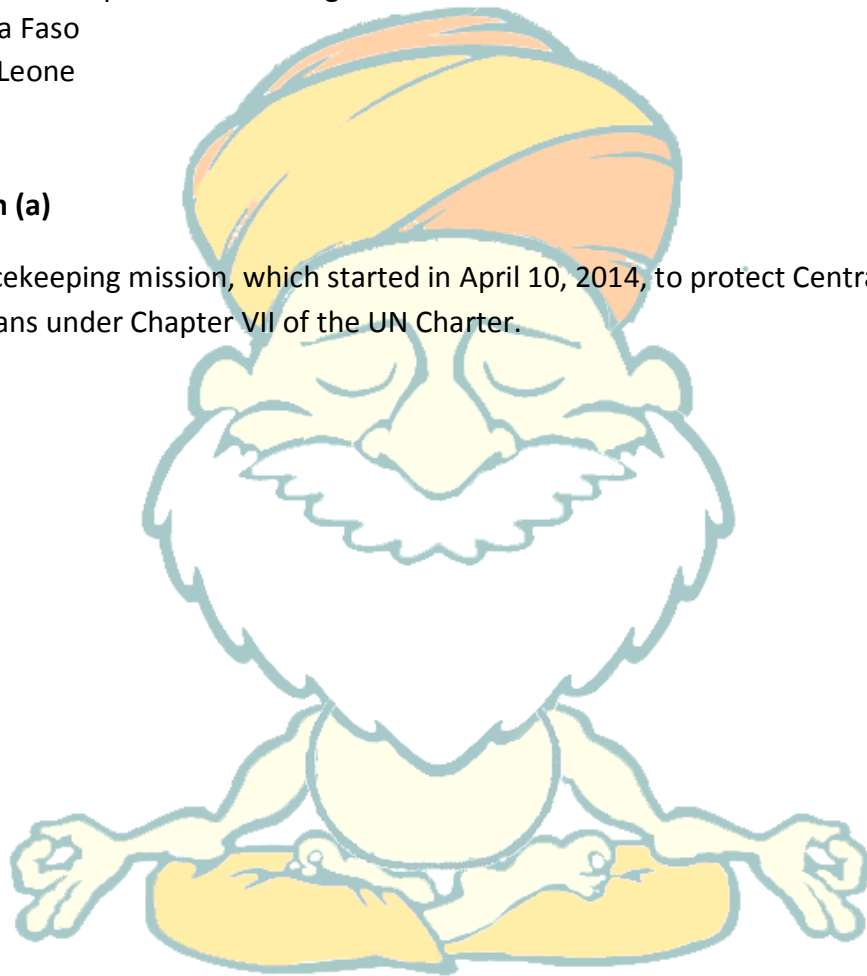 a Faso
Leone
n (a)
cekeeping mission, which started in April 10, 2014, to protect Centra
ans under Chapter VII of the UN Charter.